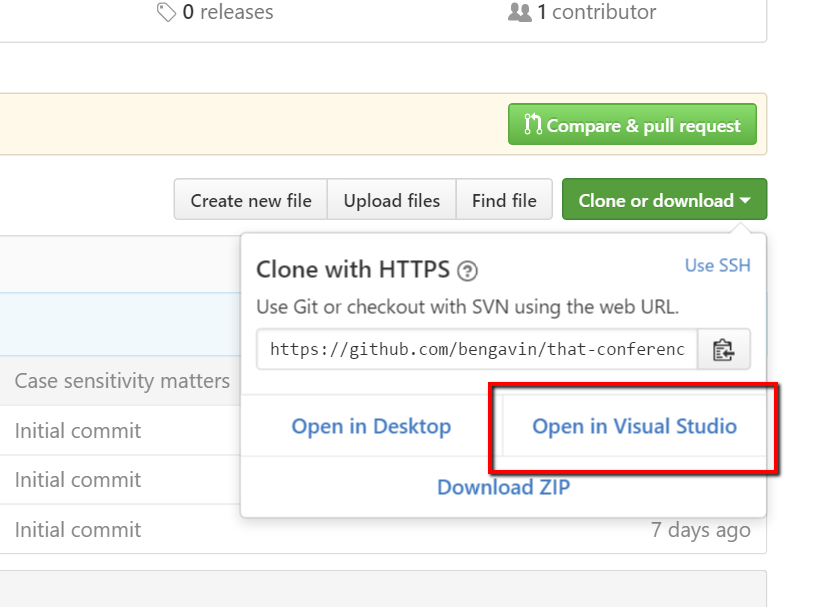 0 releases
1 contributor
Compare & pull request
Create new file
Upload files
Find file
Clone or download
Clone with HTTPS ?
Use SSH
Use Git or checkout with SVN using the web URL.
https://github.com/bengavin/that-conferenc
Case sensitivity matters
Open in Desktop
Open in Visual Studio
Initial commit
Initial commit
Download ZIP
Initial commit
7 days ago